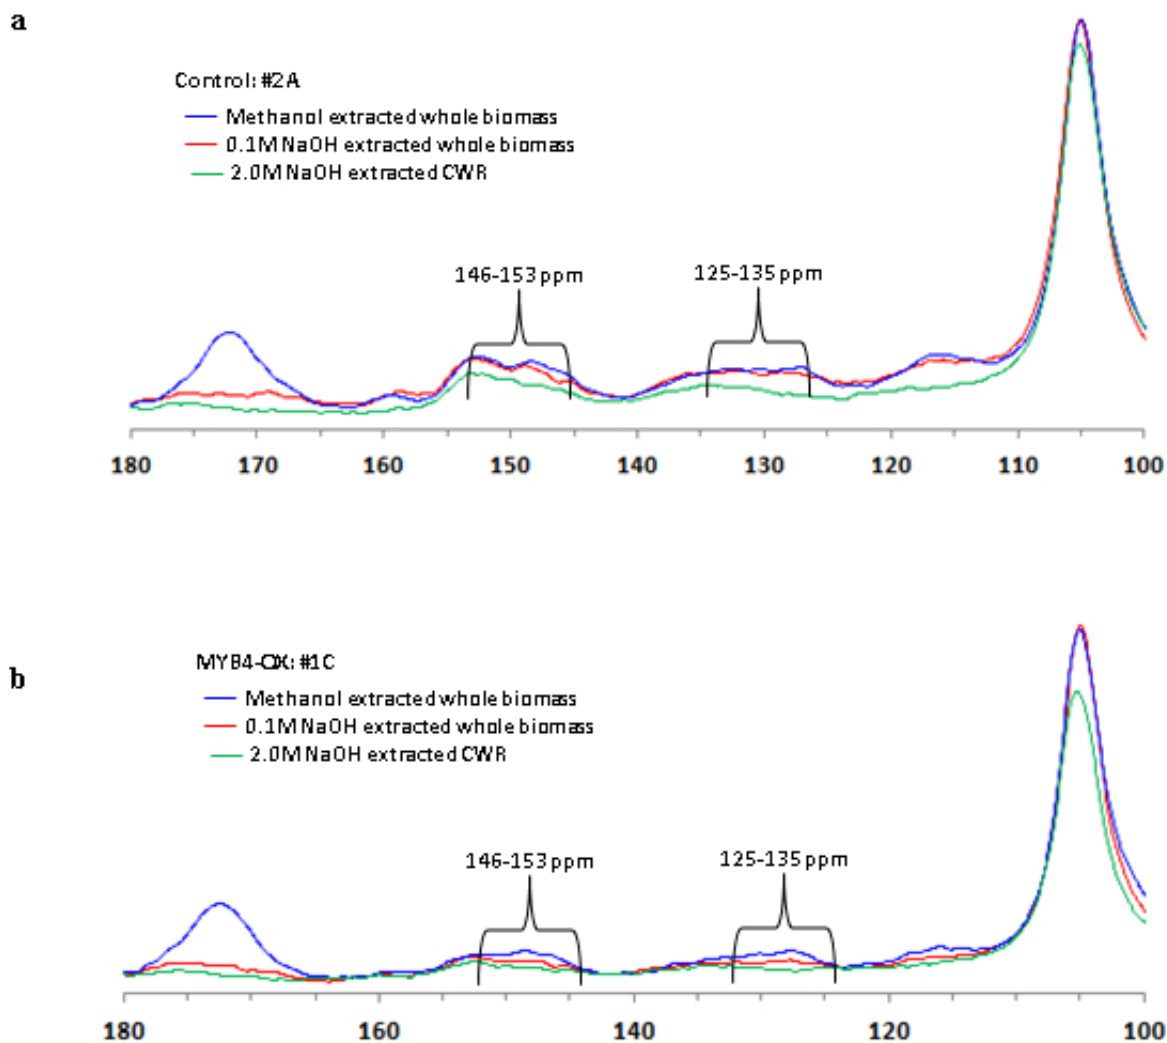 a
Control: #2A
Methanol extracted whole biomass
0.1M NaOH extracted whole biomass
2.0M NaOH extracted CWR
146-153 ppm
125-135 ppm
180 170 160 150 140 130 120 110 100
b
MYB4-OX: #1C
Methanol extracted whole biomass
0.1M NaOH extracted whole biomass
2.0M NaOH extracted CWR
146-153 ppm
125-135 ppm
180 160 140 120 100